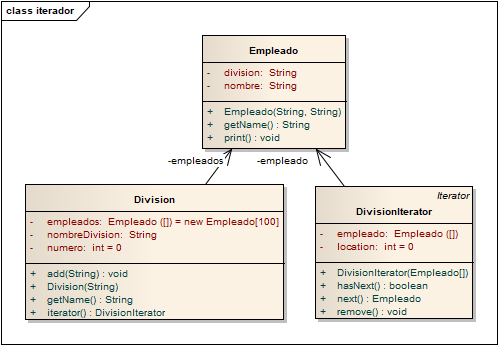 class iterador
Empleado
- division: String
- nombre: String
+ Empleado(String, String)
+ getName() : String
+ print() : void
-empleados
-empleado
Division
- empleados: Empleado ([]) = new Empleado[100]
- nombreDivision: String
- numero: int = 0
+ add(String) : void
+ Division(String)
+ getName() : String
+ iterator() : DivisionIterator
Iterator
DivisionIterator
- empleado: Empleado ([])
- location: int = 0
+ DivisionIterator(Empleado[])
+ hasNext() : boolean
+ next() : Empleado
+ remove() : void